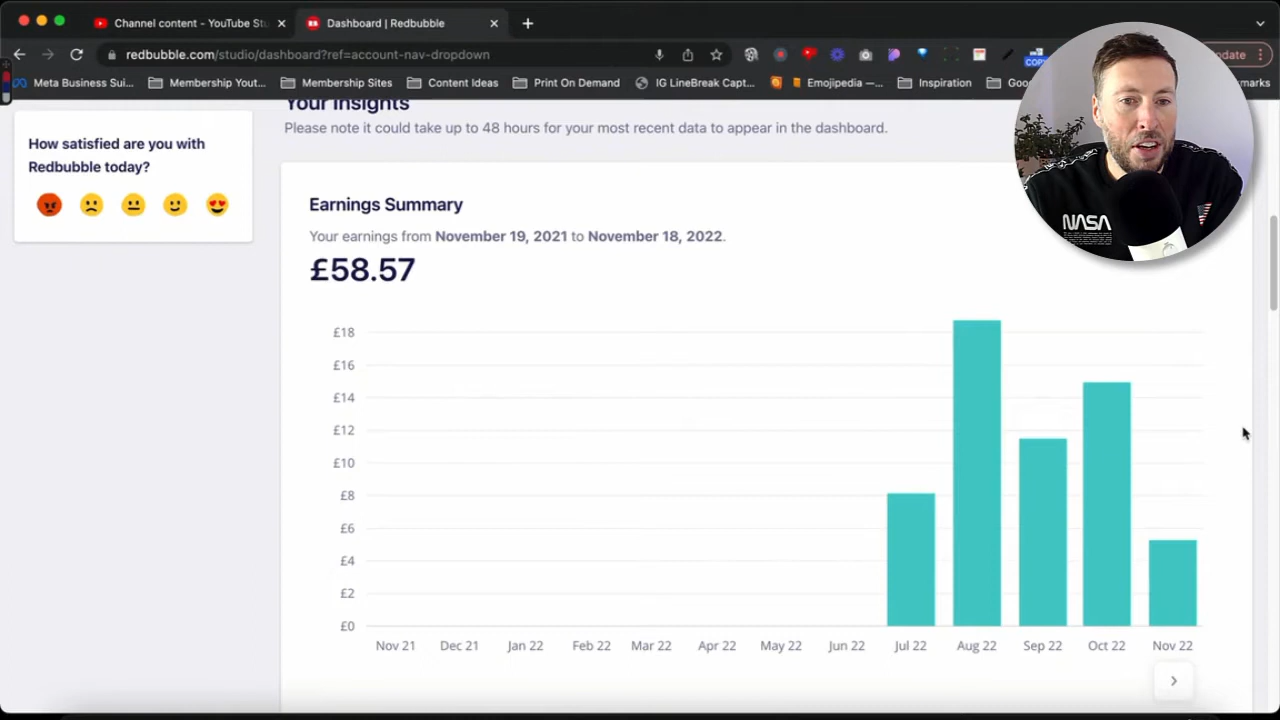 Channel content - YouTube Stu
Dashboard | Redbubble
redbubble.com/studio/dashboard?ref=account-nav-dropdown
COPY
date
Meta Business Sui...
Membership Yout...
Membership Sites
Content Ideas
Print On Demand
IG LineBreak Capt...
Emojipedia —...
Inspiration
Goo
marks
Your Insights
Please note it could take up to 48 hours for your most recent data to appear in the dashboard.
How satisfied are you with
Redbubble today?
Earnings Summary
Your earnings from November 19, 2021 to November 18, 2022.
£58.57
£18
£16
£14
£12
£10
£8
£6
£4
£2
£0
Nov 21 Dec 21 Jan 22 Feb 22 Mar 22 Apr 22 May 22 Jun 22 Jul 22 Aug 22 Sep 22 Oct 22 Nov 22
NASA